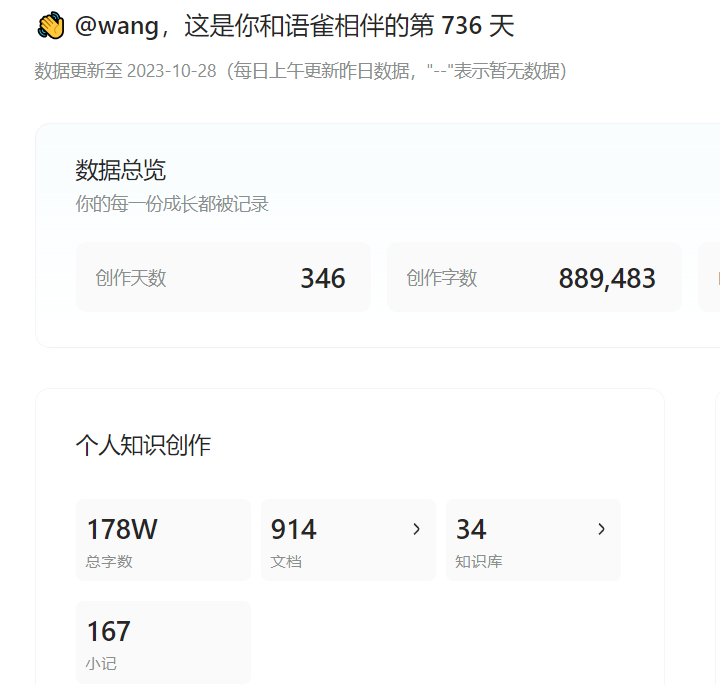 👋 @wang，这是你和语雀相伴的第 736 天
数据更新至 2023-10-28（每日上午更新昨日数据，"--"表示暂无数据）
数据总览
你的每一份成长都被记录
创作天数 346 创作字数 889,483
个人知识创作
178W 914 34
总字数 文档 知识库
167
小记